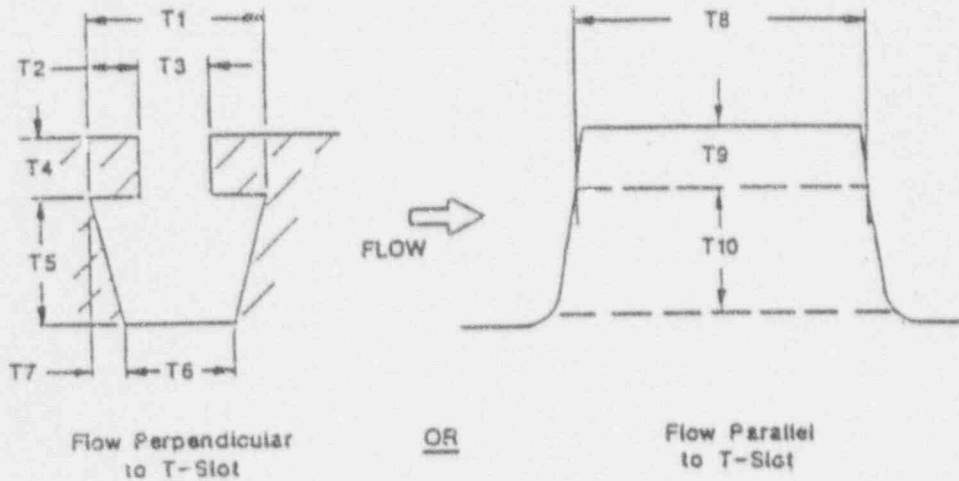 T1
T8
T2
T3
T4
T9
T5
FLOW
T10
T7
T6
Flow Perpendicular
to T-Slot
OR
Flow Parallel
to T-Slot